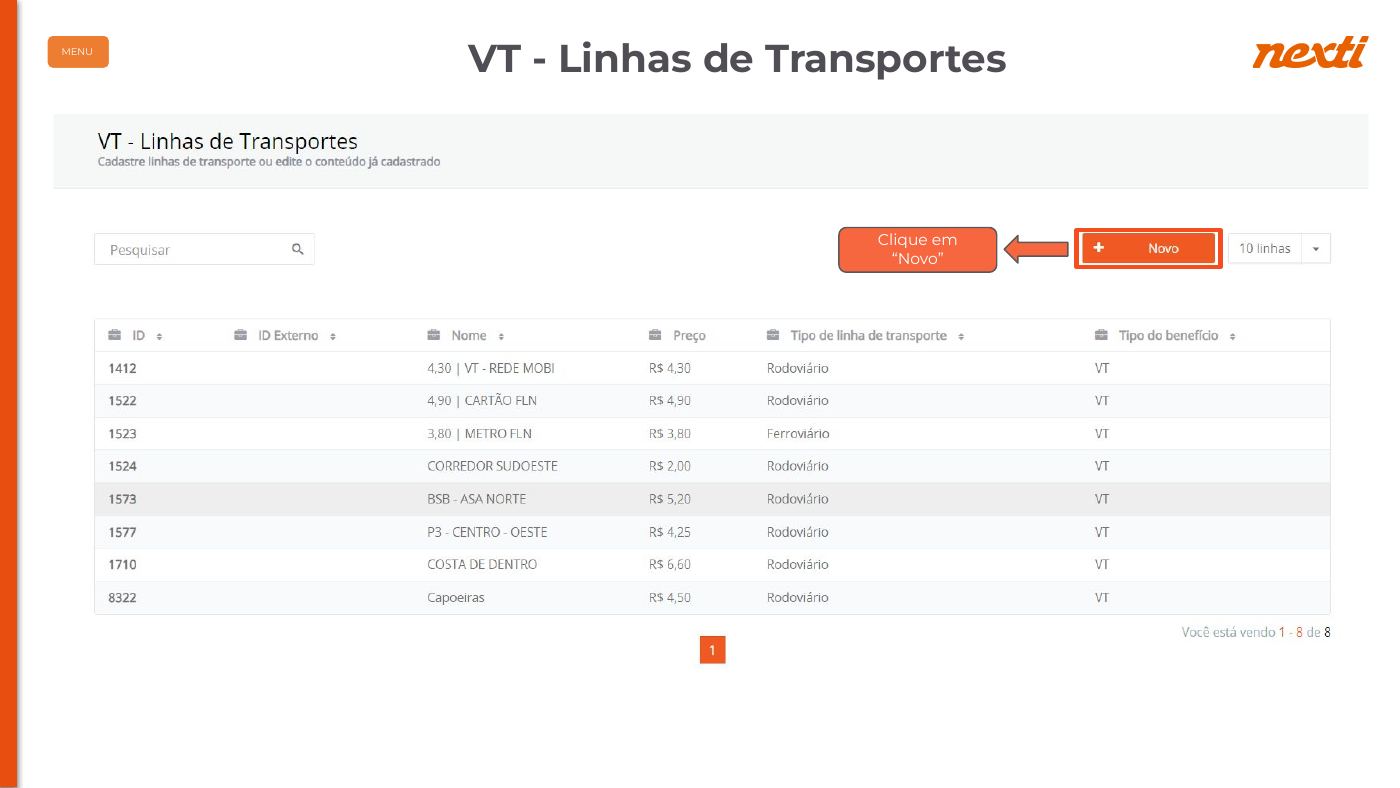 MENU
VT - Linhas de Transportes
nexti
VT - Linhas de Transportes
Cadastre linhas de transporte ou edite o conteúdo já cadastrado
Pesquisar
Clique em
“Novo”
+ Novo
10 linhas
ID ID Externo Nome Preço Tipo de linha de transporte Tipo do benefício
1412 4,30 | VT - REDE MOBI R$ 4,30 Rodoviário VT
1522 4,90 | CARTÃO FLN R$ 4,90 Rodoviário VT
1523 3,80 | METRO FLN R$ 3,80 Ferroviário VT
1524 CORREDOR SUDOESTE R$ 2,00 Rodoviário VT
1573 BSB - ASA NORTE R$ 5,20 Rodoviário VT
1577 P3 - CENTRO - OESTE R$ 4,25 Rodoviário VT
1710 COSTA DE DENTRO R$ 6,60 Rodoviário VT
8322 Capoeiras R$ 4,50 Rodoviário VT
Você está vendo 1 - 8 de 8
1